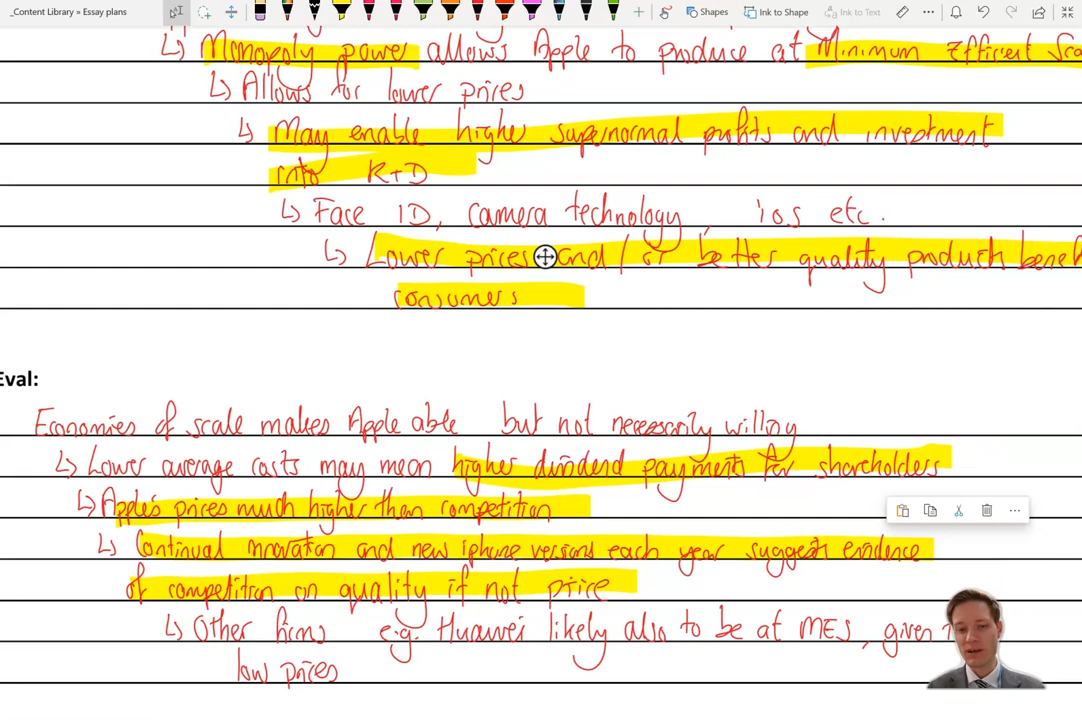 _Content Library » Essay plans
Shapes
Ink to Shape
Ink to Text
↳ Monopoly power allows Apple to produce at Minimum Efficient Sca
↳ Allows for lower prices
↳ May enable higher supernormal profits and investment
into R+D
↳ Face ID, camera technology, ios etc.
↳ Lower prices and / or better quality products benef
consumers
Eval:
Economies of scale makes Apple able but not necessarily willing
↳ Lower average costs may mean higher dividend payments for shareholders
↳ Apple's prices much higher than competition
↳ Continual innovation and new iphone versions each year suggest evidence
of competition on quality if not price
↳ Other firms e.g. Huawei likely also to be at MES, given
low prices